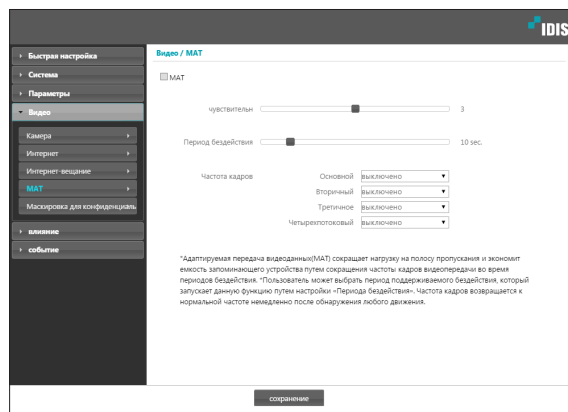 IDIS
Быстрая настройка
Система
Параметры
Видео
Камера
Интернет
Интернет-вещание
MAT
Маскировка для конфиденциаль
влияние
событие
Видео / MAT
MAT
чувствительн 3
Период бездействия 10 sec.
Частота кадров Основной выключено
Вторичный выключено
Третичное выключено
Четырехпотоковый выключено
*Адаптируемая передача видеоданных(MAT) сокращает нагрузку на полосу пропускания и экономит
емкость запоминающего устройства путем сокращения частоты кадров видеопередачи во время
периодов бездействия. *Пользователь может выбрать период поддерживаемого бездействия, который
запускает данную функцию путем настройки «Периода бездействия». Частота кадров возвращается к
нормальной частоте немедленно после обнаружения любого движения.
сохранение